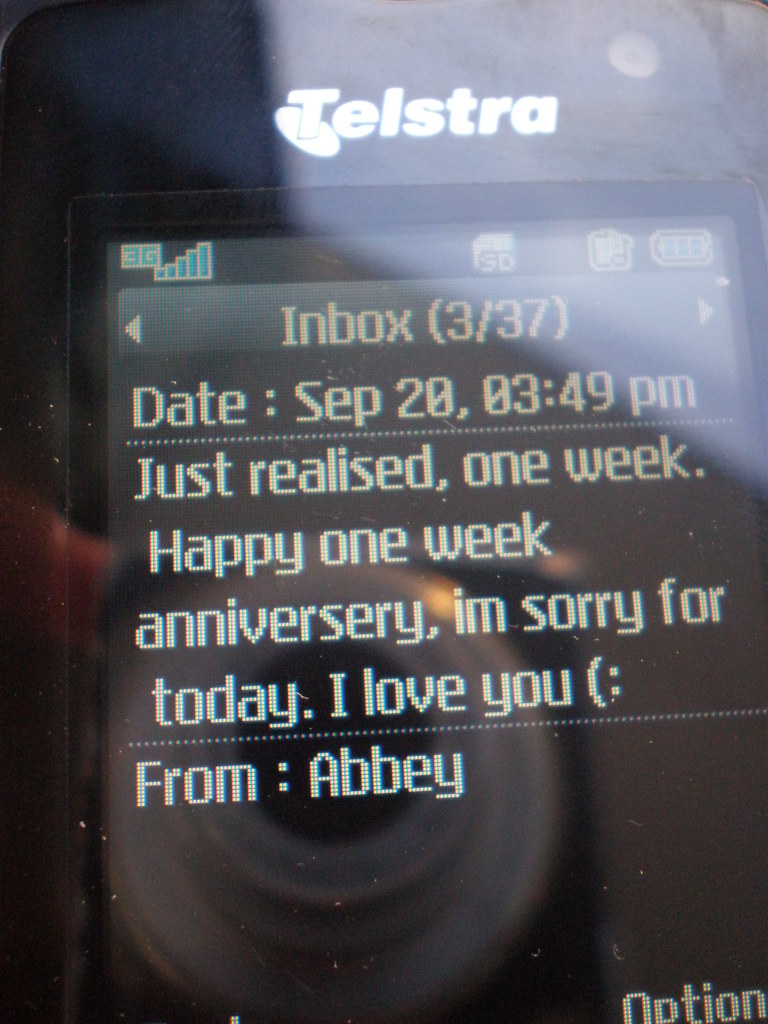 Telstra
3G
SD
Inbox (3/37)
Date : Sep 20, 03:49 pm
Just realised, one week.
Happy one week
anniversery, im sorry for
today. I love you (:
From : Abbey
Option